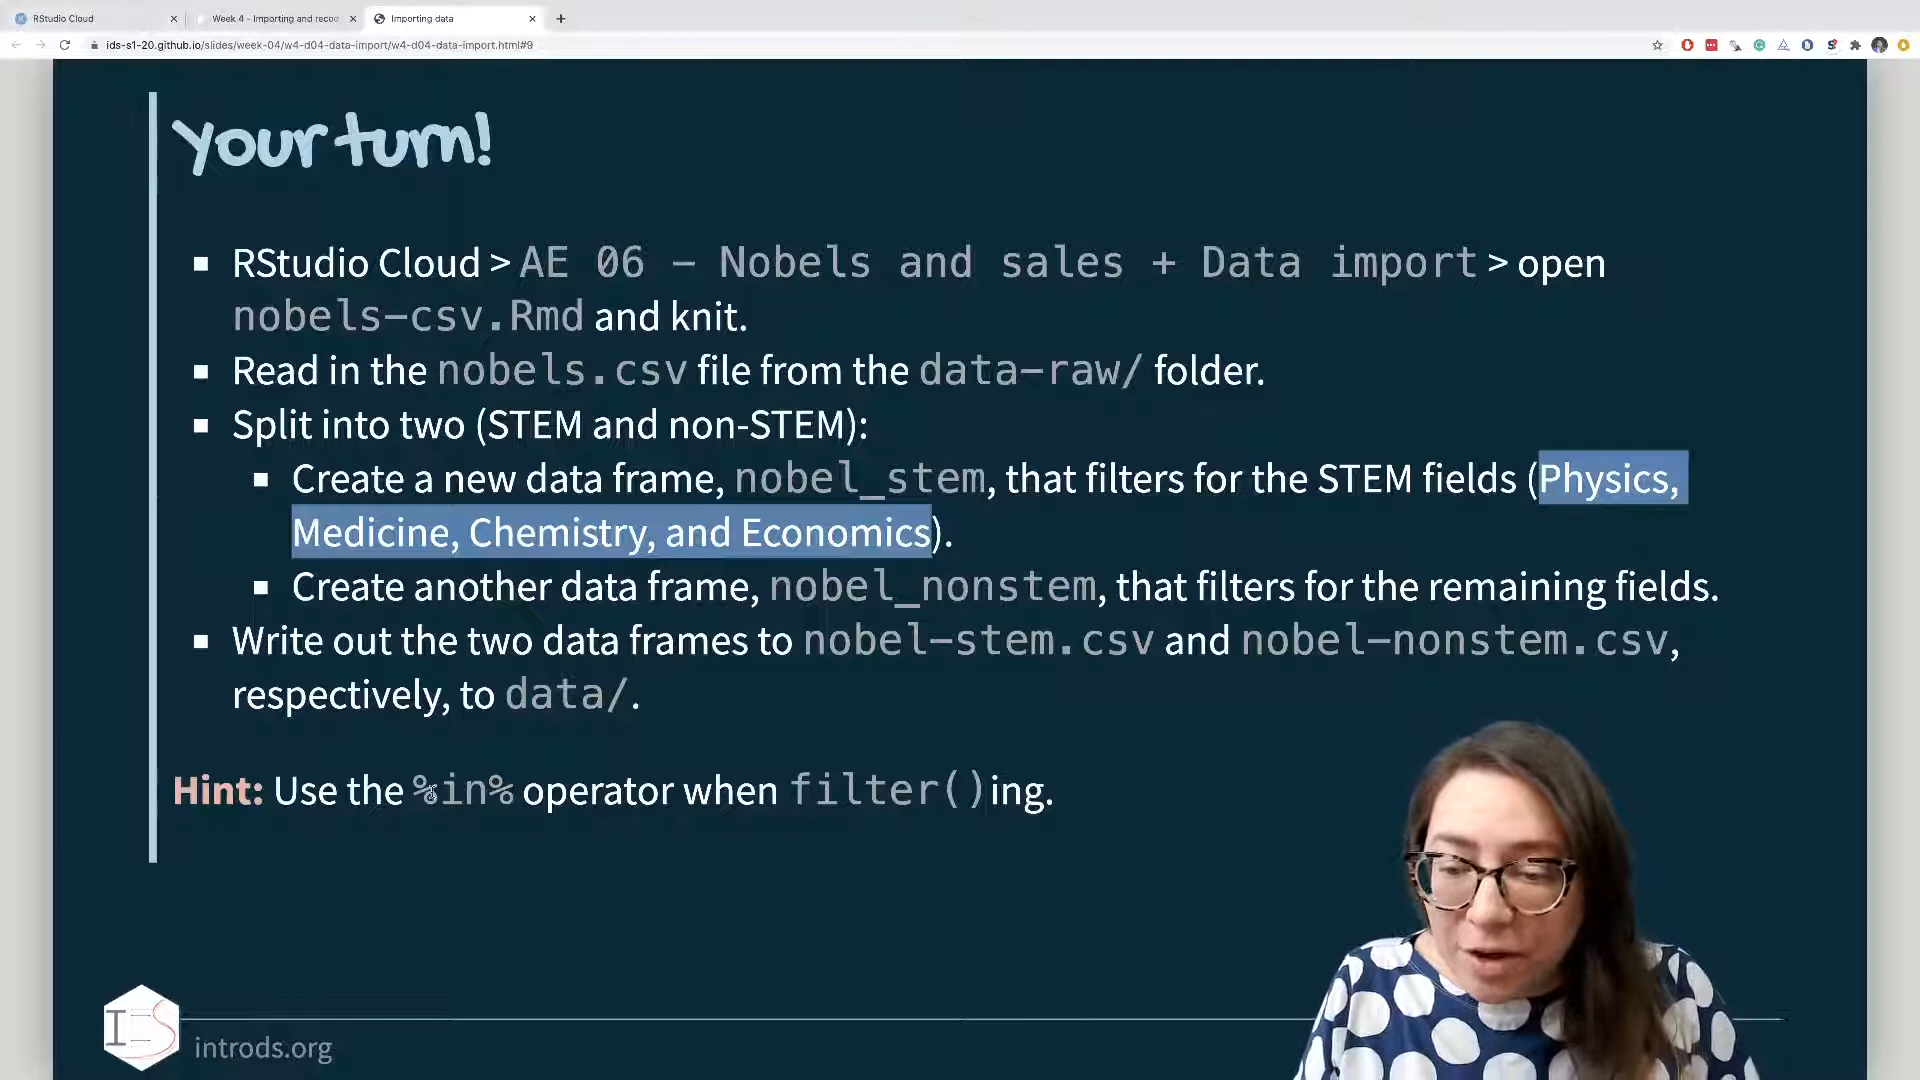 RStudio Cloud
Week 4 - Importing and recod
Importing data
ids-s1-20.github.io/slides/week-04/w4-d04-data-import/w4-d04-data-import.html#9
your turn!
RStudio Cloud > AE 06 - Nobels and sales + Data import > open
nobels-csv.Rmd and knit.
Read in the nobels.csv file from the data-raw/ folder.
Split into two (STEM and non-STEM):
Create a new data frame, nobel_stem, that filters for the STEM fields (Physics,
Medicine, Chemistry, and Economics).
Create another data frame, nobel_nonstem, that filters for the remaining fields.
Write out the two data frames to nobel-stem.csv and nobel-nonstem.csv,
respectively, to data/.
Hint: Use the %in% operator when filter()ing.
IDS
introds.org